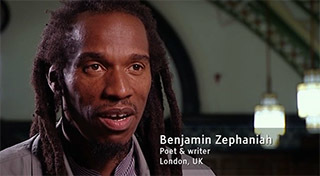 Benjamin Zephaniah
Poet & writer
London, UK